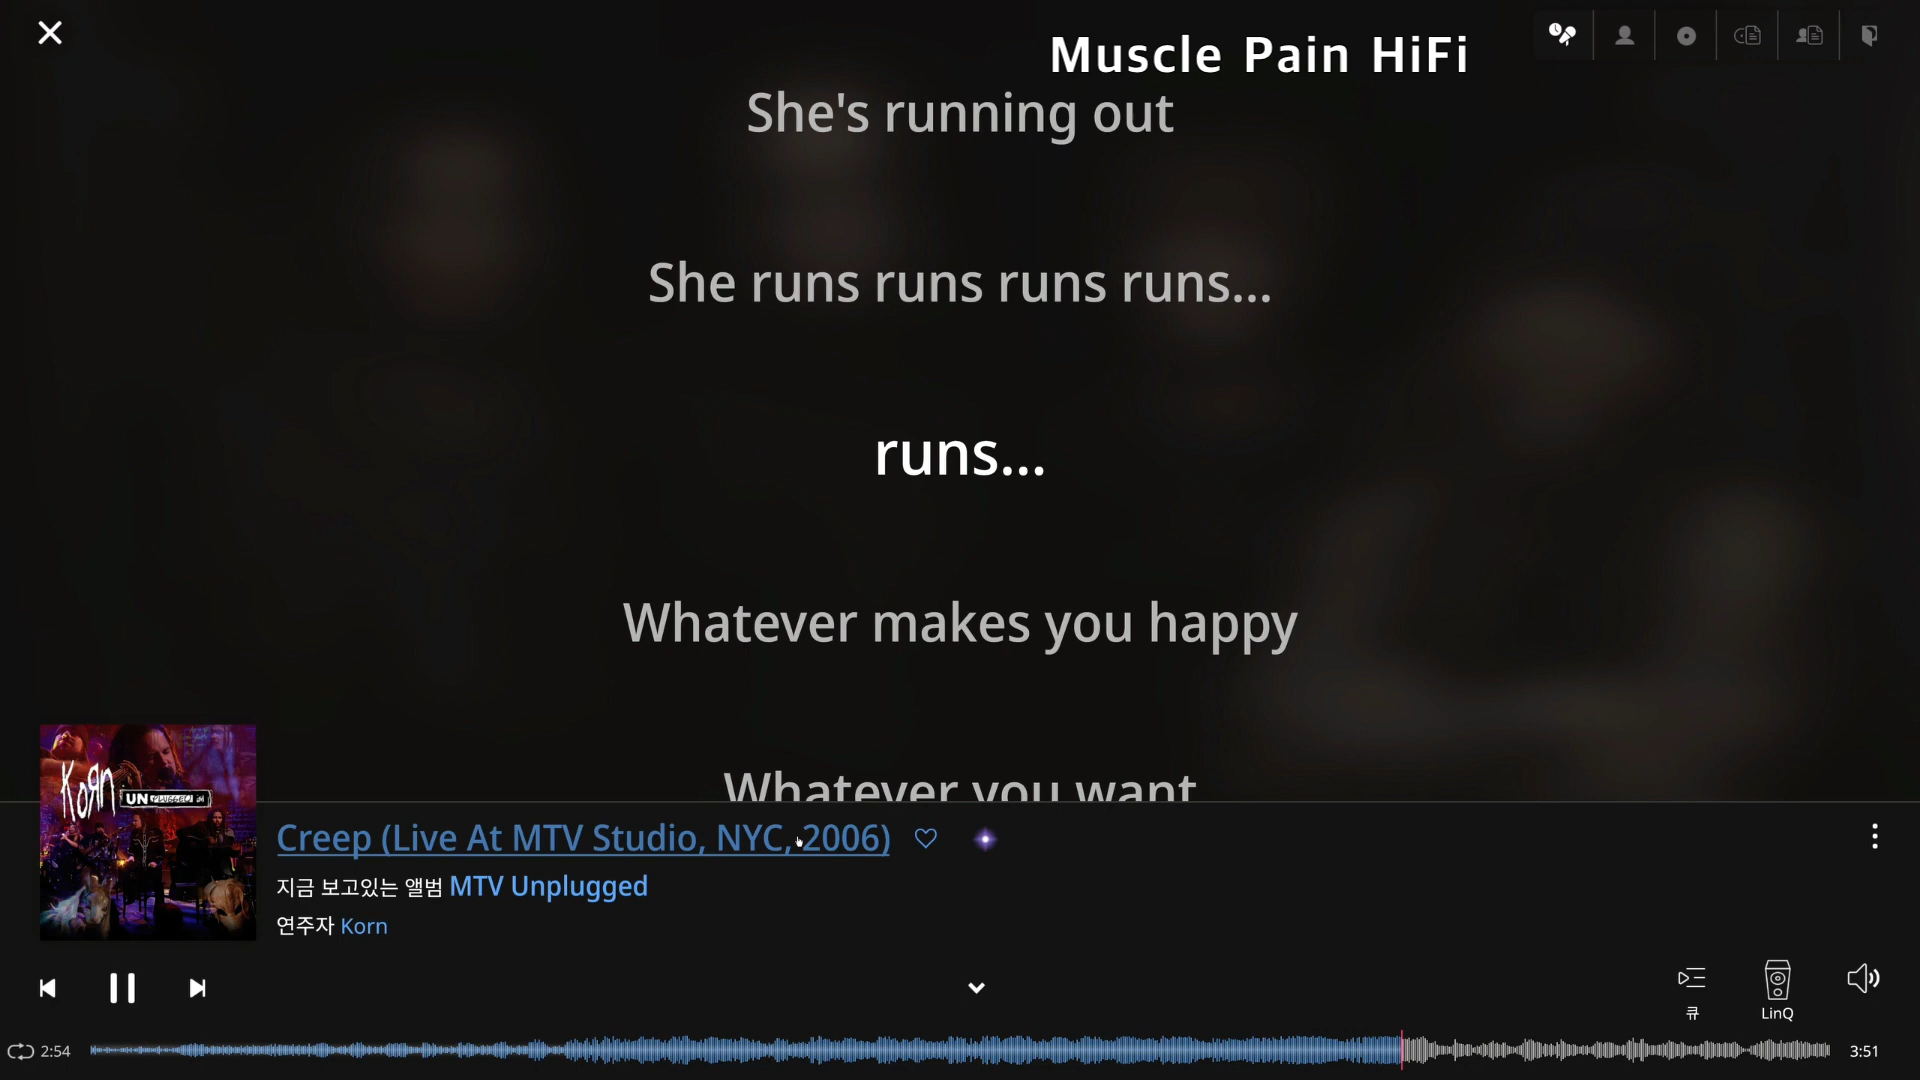 Muscle Pain HiFi
She's running out
She runs runs runs runs...
runs...
Whatever makes you happy
Whatever you want
KoЯn
UNPLUGGED
Creep (Live At MTV Studio, NYC, 2006)
지금 보고있는 앨범 MTV Unplugged
연주자 Korn
큐
LinQ
2:54
3:51